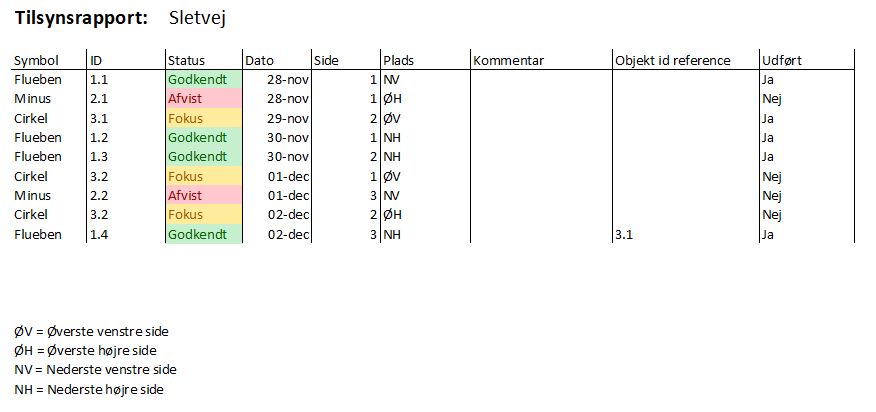 Tilsynsrapport: Sletvej
Symbol ID Status Dato Side Plads Kommentar Objekt id reference Udført
Flueben 1.1 Godkendt 28-nov 1 NV Ja
Minus 2.1 Afvist 28-nov 1 ØH Nej
Cirkel 3.1 Fokus 29-nov 2 ØV Ja
Flueben 1.2 Godkendt 30-nov 1 NH Ja
Flueben 1.3 Godkendt 30-nov 2 NH Ja
Cirkel 3.2 Fokus 01-dec 1 ØV Nej
Minus 2.2 Afvist 01-dec 3 NV Nej
Cirkel 3.2 Fokus 02-dec 2 ØH Nej
Flueben 1.4 Godkendt 02-dec 3 NH 3.1 Ja
ØV = Øverste venstre side
ØH = Øverste højre side
NV = Nederste venstre side
NH = Nederste højre side